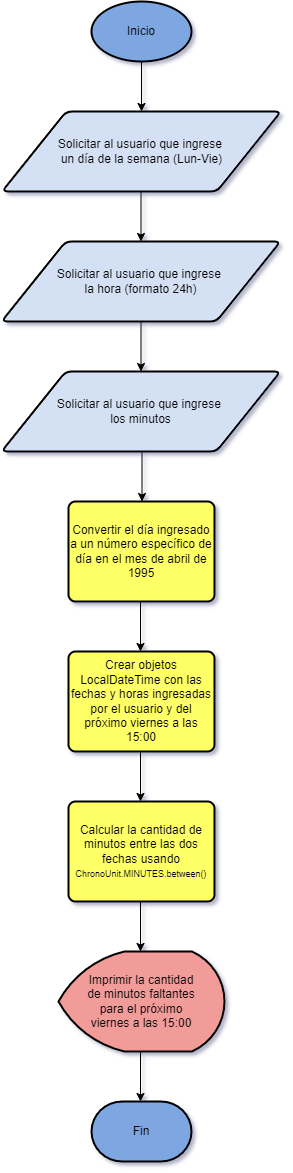 Inicio
Solicitar al usuario que ingrese
un día de la semana (Lun-Vie)
Solicitar al usuario que ingrese
la hora (formato 24h)
Solicitar al usuario que ingrese
los minutos
Convertir el día ingresado
a un número específico de
día en el mes de abril de
1995
Crear objetos
LocalDateTime con las
fechas y horas ingresadas
por el usuario y del
próximo viernes a las
15:00
Calcular la cantidad de
minutos entre las dos
fechas usando
ChronoUnit.MINUTES.between()
Imprimir la cantidad
de minutos faltantes
para el próximo
viernes a las 15:00
Fin